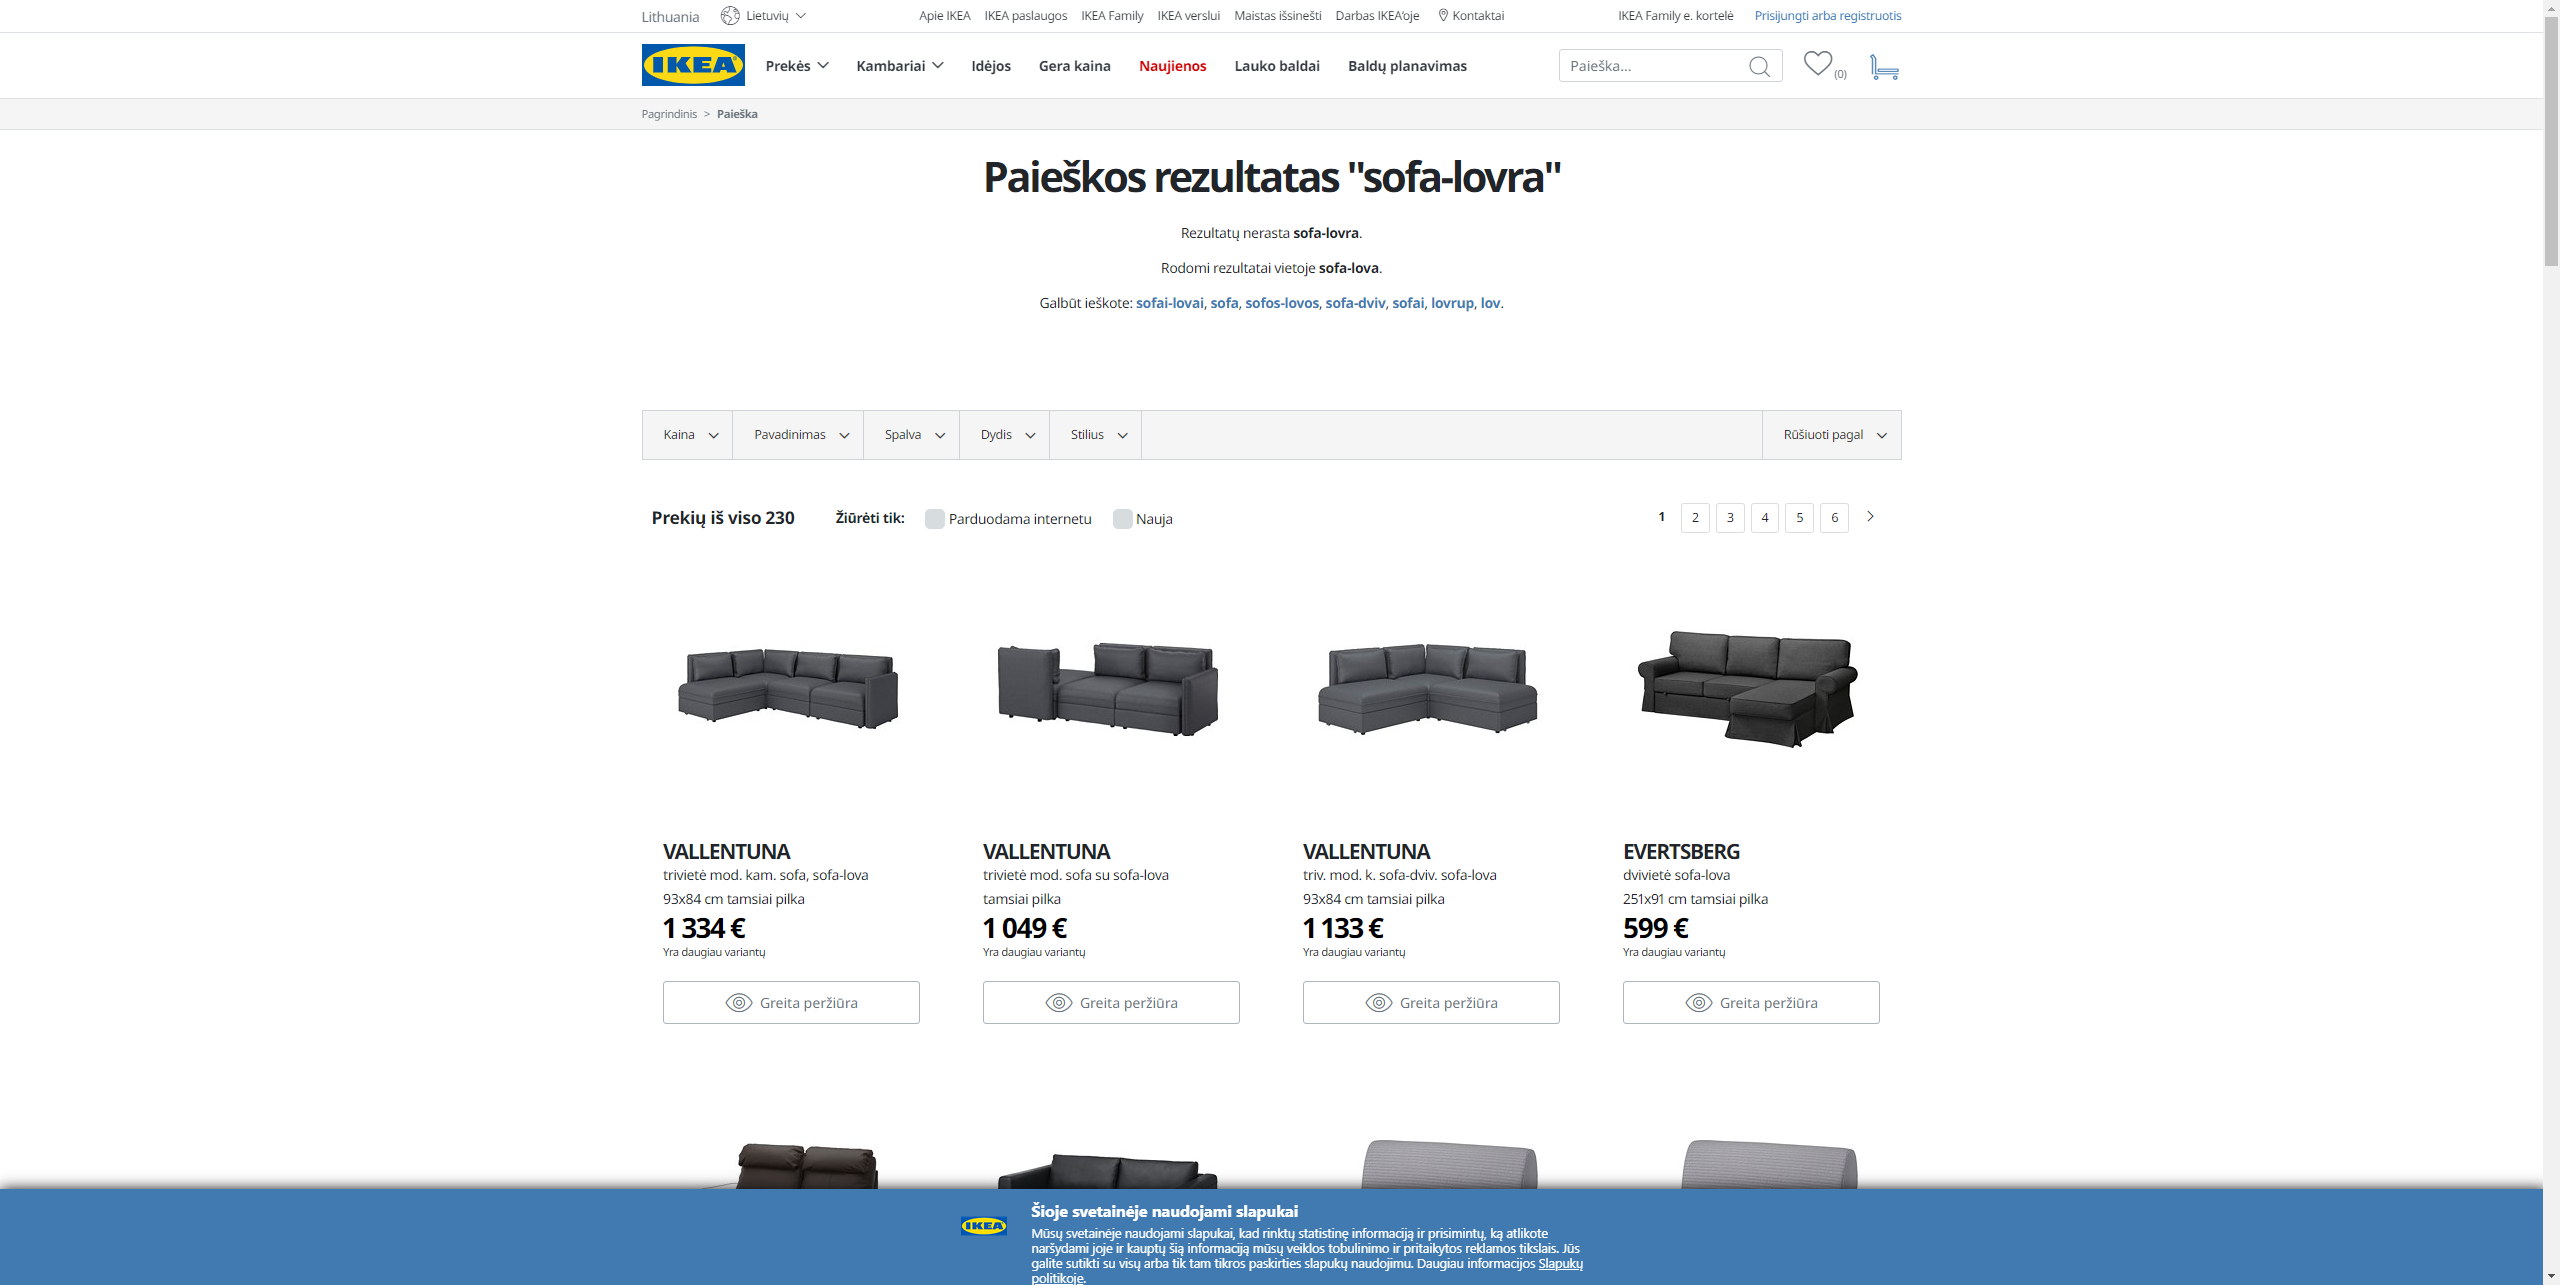 Lithuania
Lietuvių
Apie IKEA IKEA paslaugos IKEA Family IKEA verslui Maistas išsinešti Darbas IKEA'oje Kontaktai
IKEA Family e. kortelė Prisijungti arba registruotis
IKEA Prekės Kambariai Idėjos Gera kaina Naujienos Lauko baldai Baldų planavimas
Paieška... (0)
Pagrindinis > Paieška
Paieškos rezultatas "sofa-lovra"
Rezultatų nerasta sofa-lovra.
Rodomi rezultatai vietoje sofa-lova.
Galbūt ieškote: sofai-lovai, sofa, sofos-lovos, sofa-dviv, sofai, lovrup, lov.
Kaina Pavadinimas Spalva Dydis Stilius Rūšiuoti pagal
Prekių iš viso 230 Žiūrėti tik: Parduodama internetu Nauja 1 2 3 4 5 6
VALLENTUNA
trivietė mod. kam. sofa, sofa-lova
93x84 cm tamsiai pilka
1 334 €
Yra daugiau variantų
Greita peržiūra
VALLENTUNA
trivietė mod. sofa su sofa-lova
tamsiai pilka
1 049 €
Yra daugiau variantų
Greita peržiūra
VALLENTUNA
triv. mod. k. sofa-dviv. sofa-lova
93x84 cm tamsiai pilka
1 133 €
Yra daugiau variantų
Greita peržiūra
EVERTSBERG
dvivietė sofa-lova
251x91 cm tamsiai pilka
599 €
Yra daugiau variantų
Greita peržiūra
IKEA
Šioje svetainėje naudojami slapukai
Mūsų svetainėje naudojami slapukai, kad rinktų statistinę informaciją ir prisimintų, ką atlikote
naršydami joje ir kauptų šią informaciją mūsų veiklos tobulinimo ir pritaikytos reklamos tikslais. Jūs
galite sutikti su visų arba tik tam tikros paskirties slapukų naudojimu. Daugiau informacijos Slapukų
politikoje.